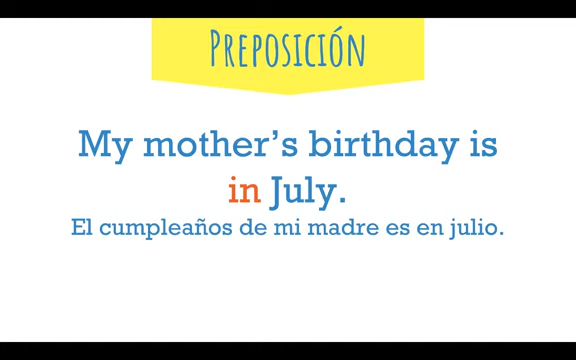 PREPOSICIÓN
My mother's birthday is
in July.
El cumpleaños de mi madre es en julio.